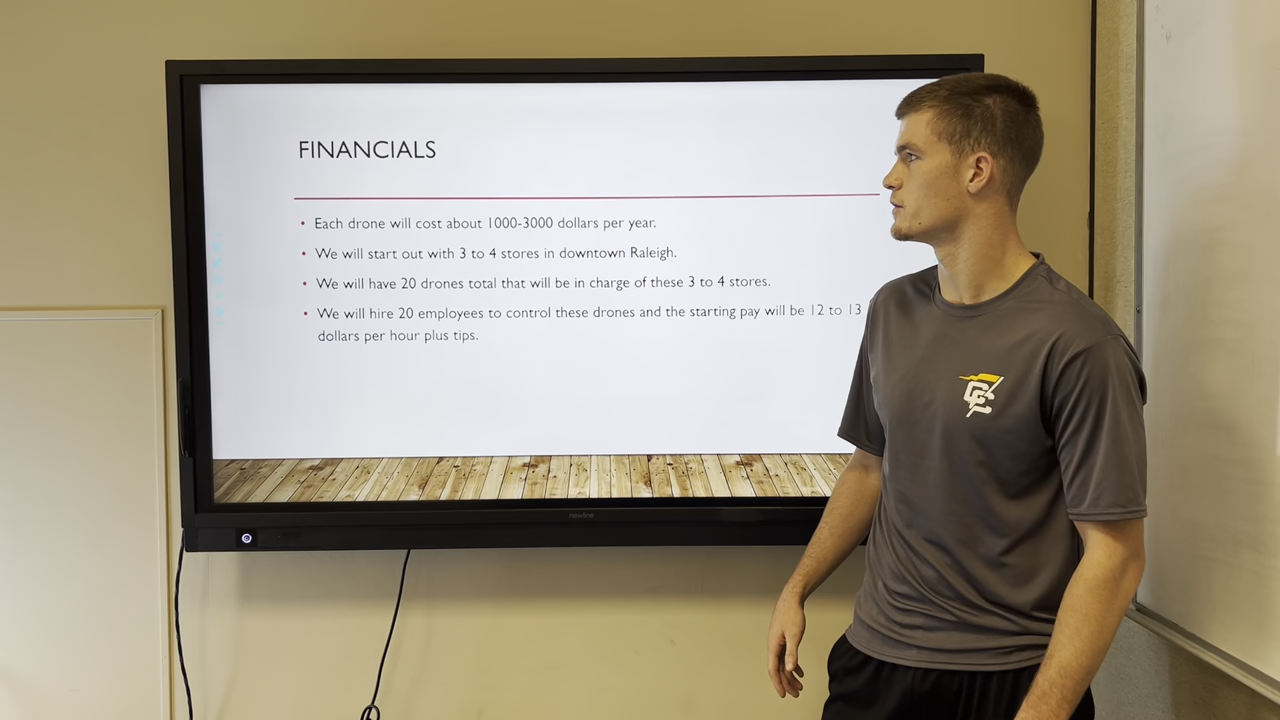 FINANCIALS
• Each drone will cost about 1000-3000 dollars per year.
• We will start out with 3 to 4 stores in downtown Raleigh.
• We will have 20 drones total that will be in charge of these 3 to 4 stores.
• We will hire 20 employees to control these drones and the starting pay will be 12 to 13
dollars per hour plus tips.
newline